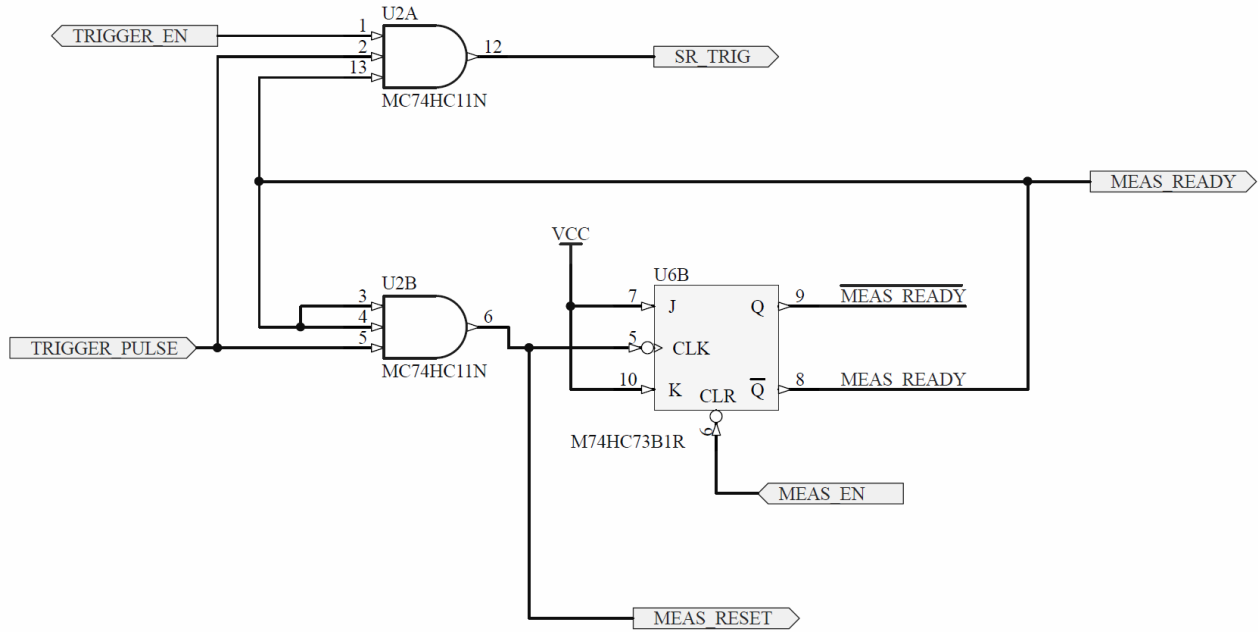 U2A
TRIGGER_EN
1
2
13
12
SR_TRIG
MC74HC11N
MEAS_READY
VCC
U2B
U6B
3
4
5
6
7
J
Q
9
MEAS_READY
TRIGGER_PULSE
5
CLK
MC74HC11N
10
K
CLR
Q
8
MEAS_READY
6
M74HC73B1R
MEAS_EN
MEAS_RESET